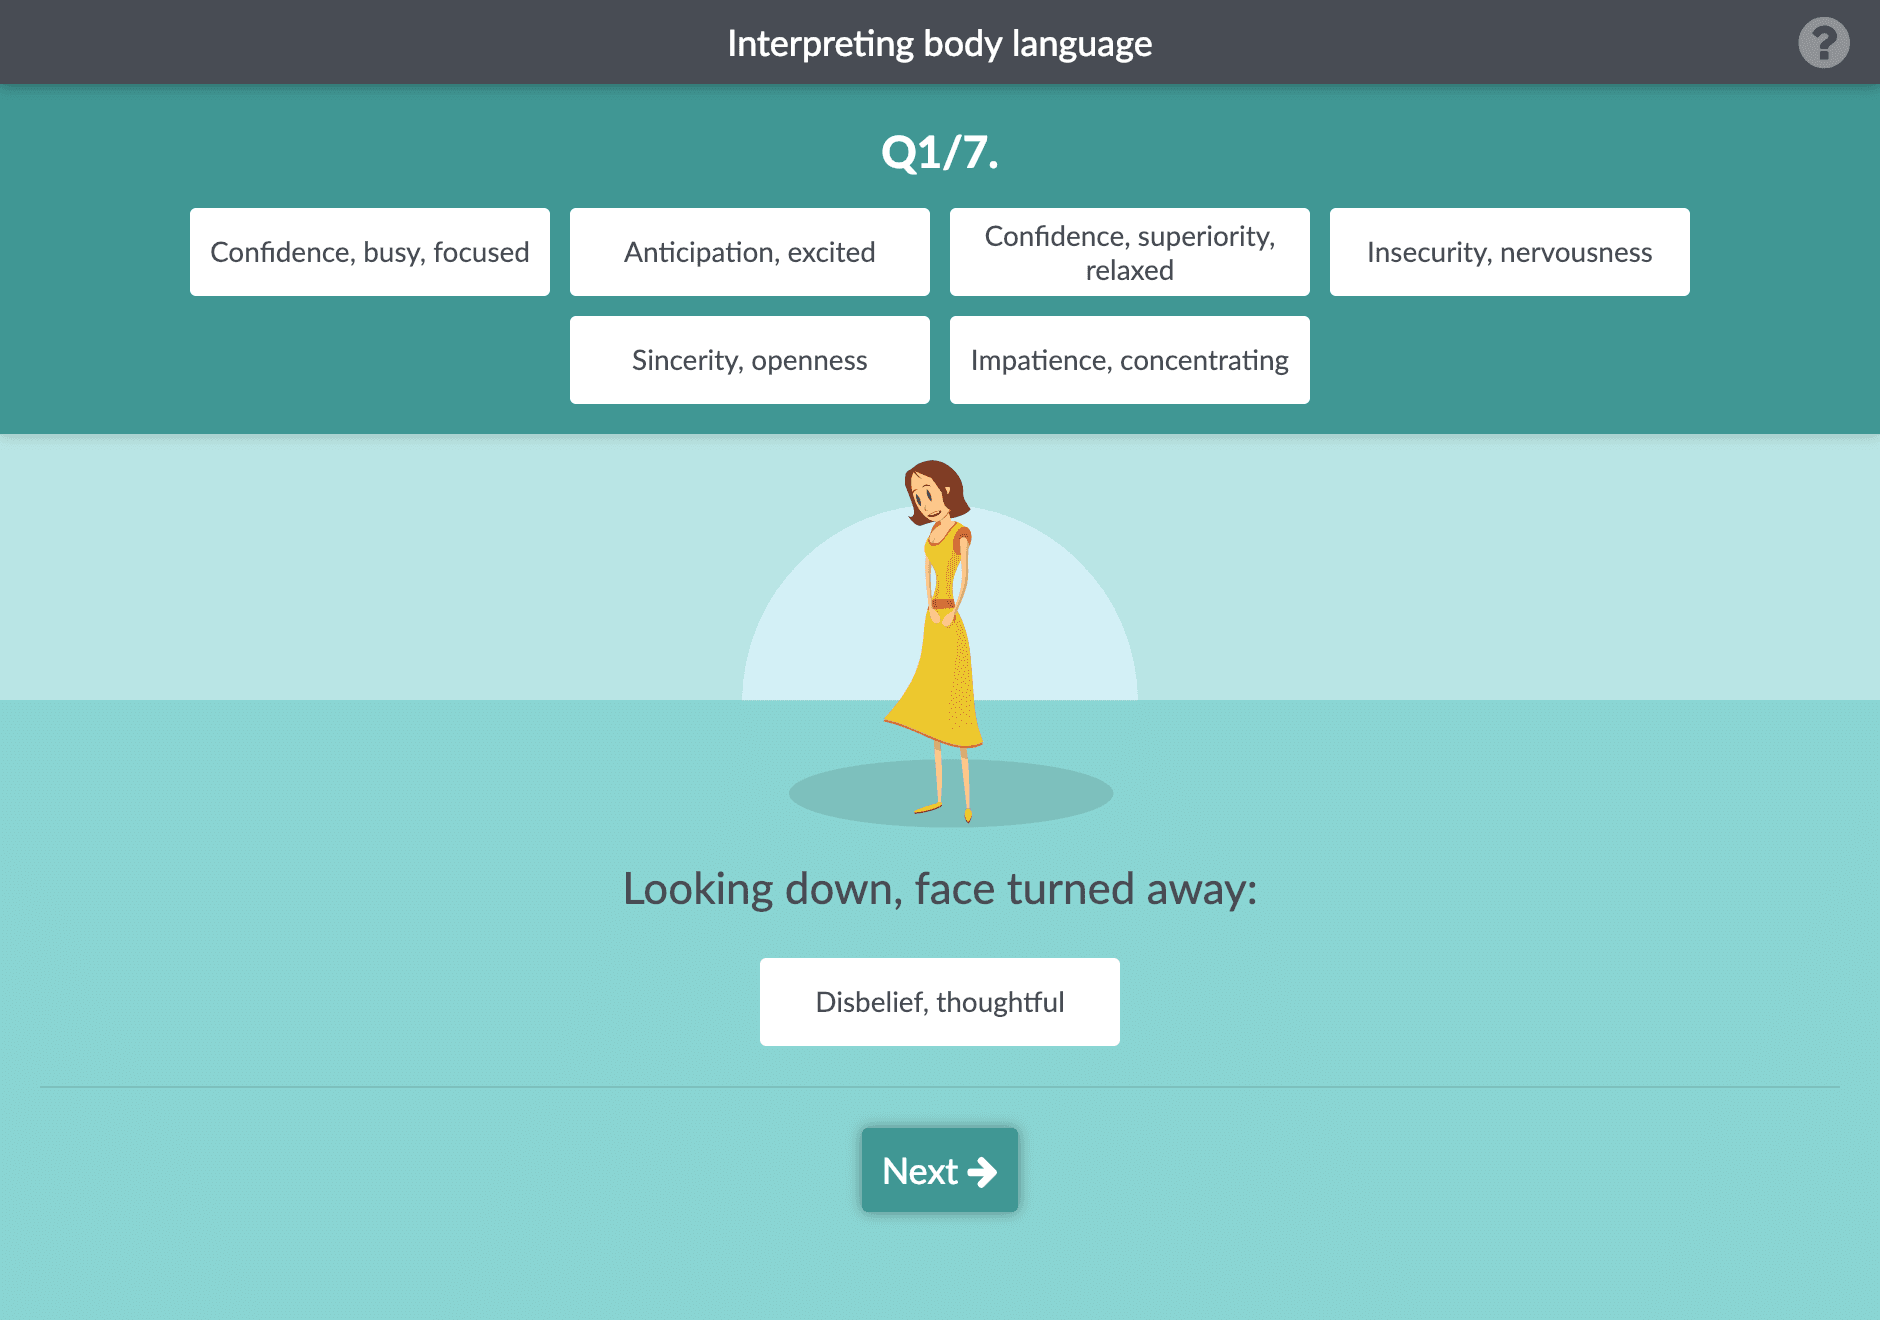 Interpreting body language
?
Q1/7.
Confidence, busy, focused
Anticipation, excited
Confidence, superiority,
relaxed
Insecurity, nervousness
Sincerity, openness
Impatience, concentrating
Looking down, face turned away:
Disbelief, thoughtful
Next